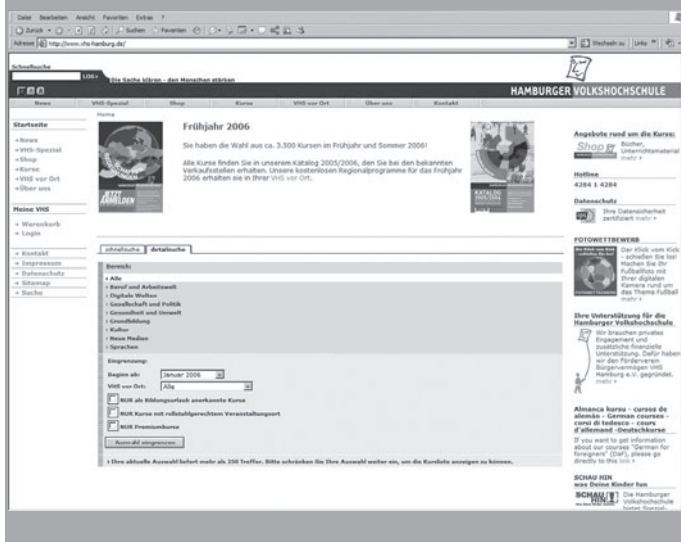 Datei Bearbeiten Ansicht Favoriten Extras ?
Zurück Suchen Favoriten
Adresse http://www.vhs-hamburg.de/ Wechseln zu Links
Schnellsuche
LOS
Die Sache klären - den Menschen stärken
HAMBURGER VOLKSHOCHSCHULE
News VHS-Spezial Shop Kurse VHS vor Ort Über uns Kontakt
Startseite
News
VHS-Spezial
Shop
Kurse
VHS vor Ort
Über uns
Meine VHS
Warenkorb
Login
Kontakt
Impressum
Datenschutz
Sitemap
Suche
Home
JETZT
ANMELDEN
Frühjahr 2006
Sie haben die Wahl aus ca. 3.500 Kursen im Frühjahr und Sommer 2006!
Alle Kurse finden Sie in unserem Katalog 2005/2006, den Sie bei den bekannten
Verkaufsstellen erhalten. Unsere kostenlosen Regionalprogramme für das Frühjahr
2006 erhalten sie in Ihrer VHS vor Ort.
KATALOG
2005/2006
schnellsuche detailsuche
Bereich:
› Alle
› Beruf und Arbeitswelt
› Digitale Welten
› Gesellschaft und Politik
› Gesundheit und Umwelt
› Grundbildung
› Kultur
› Neue Medien
› Sprachen
Eingrenzung:
Beginn ab: Januar 2006
VHS vor Ort: Alle
NUR als Bildungsurlaub anerkannte Kurse
NUR Kurse mit rollstuhlgerechtem Veranstaltungsort
NUR Premiumkurse
Auswahl eingrenzen
› Ihre aktuelle Auswahl liefert mehr als 250 Treffer. Bitte schränken Sie Ihre Auswahl weiter ein, um die Kursliste anzeigen zu können.
Angebote rund um die Kurse:
Shop
Bücher,
Unterrichtsmaterial
mehr ›
Hotline
4284 1 4284
Datenschutz
Ihre Datensicherheit
zertifiziert mehr ›
FOTOWETTBEWERB
Der Klick vom Kick
- schießen Sie los!
Machen Sie Ihr
Fußballfoto mit
Ihrer digitalen
Kamera rund um
das Thema Fußball
mehr ›
Ihre Unterstützung für die
Hamburger Volkshochschule
Wir brauchen privates
Engagement und
zusätzliche finanzielle
Unterstützung. Dafür haben
wir den Förderverein
Bürgervermögen VHS
Hamburg e.V. gegründet.
mehr ›
Almanca kursu - cursos de
alemán - German courses -
corsi di tedesco - cours
d'allemand -Deutschkurse
If you want to get information
about our courses "German for
foreigners" (DaF), please go
directly to this link ›
SCHAU HIN
was Deine Kinder tun
SCHAU HIN!
Die Hamburger
Volkshochschule